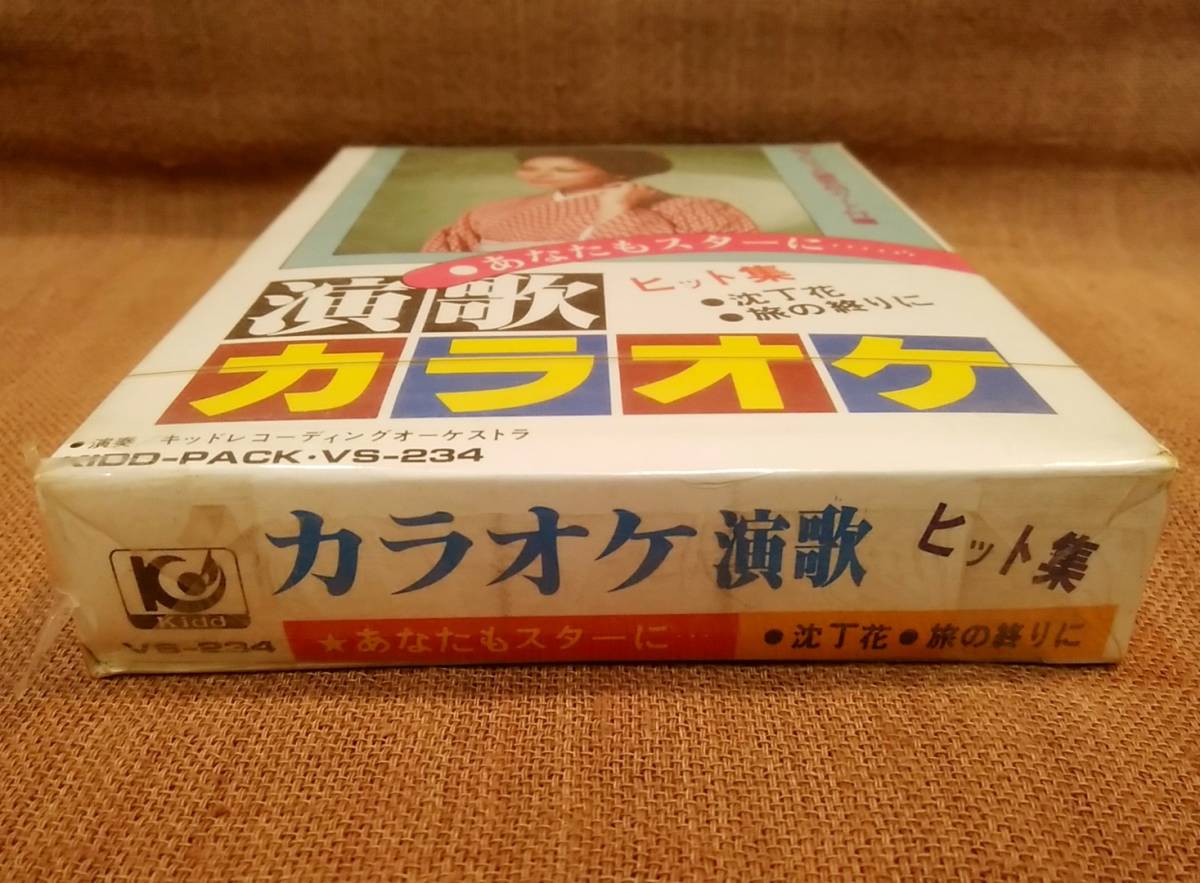 ●あなたもスターに……
演歌
ヒット集
●沈丁花
●旅の終りに
カラオケ
●演奏 キッドレコーディングオーケストラ
KIDD-PACK・VS-234
カラオケ 演歌 ヒット集
Kidd
VS-234
★あなたもスターに…
●沈丁花●旅の終りに